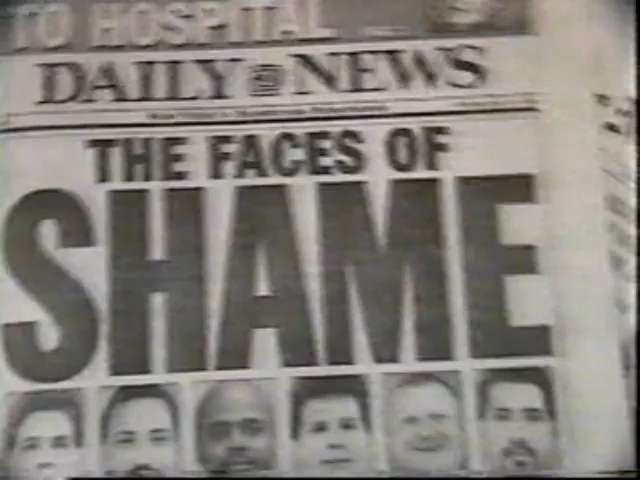 TO HOSPITAL
DAILY NEWS
THE FACES OF
SHAME